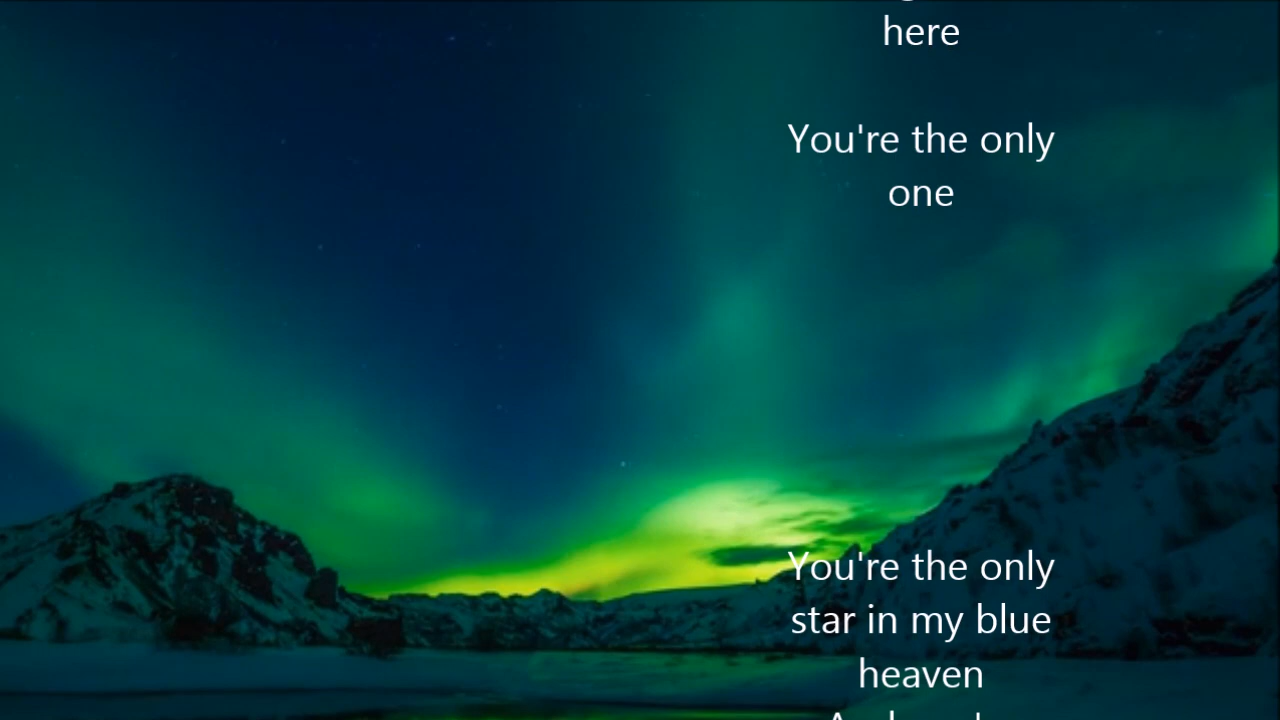 here
You're the only
one
You're the only
star in my blue
heaven